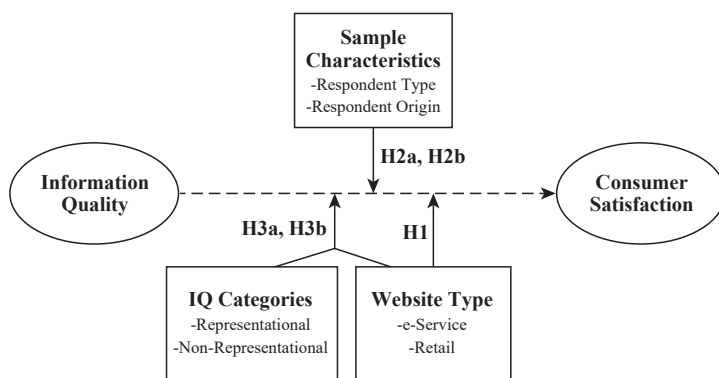 Sample
Characteristics
-Respondent Type
-Respondent Origin
H2a, H2b
Information
Quality
Consumer
Satisfaction
H3a, H3b
H1
IQ Categories
-Representational
-Non-Representational
Website Type
-e-Service
-Retail